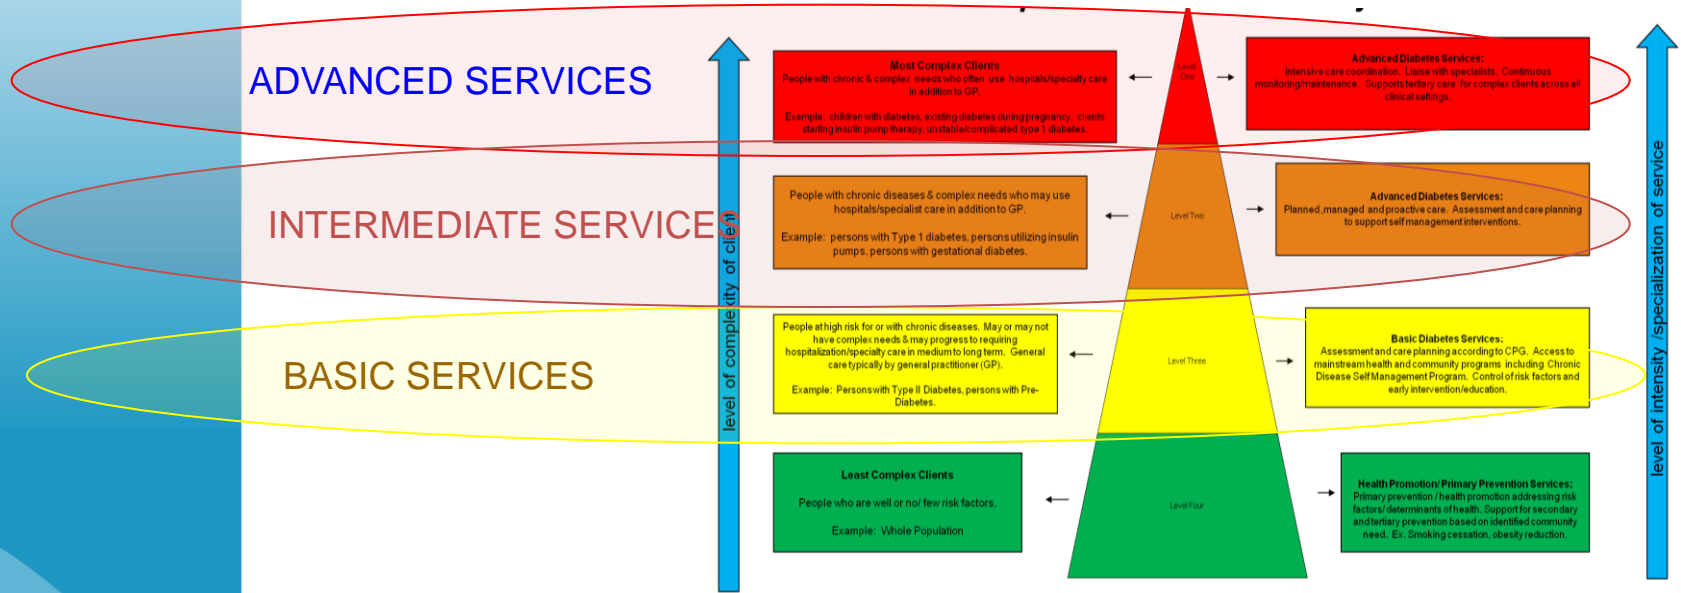 ADVANCED SERVICES
INTERMEDIATE SERVICES
BASIC SERVICES
level of complexity of client
Most Complex Clients
People with chronic & complex needs who often use hospitals/specialty care
in addition to GP.
Example: children with diabetes, existing diabetes during pregnancy, clients
starting insulin pump therapy, unstable/complicated type 1 diabetes.
Level
One
Advanced Diabetes Services:
Intensive care coordination. Liaise with specialists. Continuous
monitoring/maintenance. Supports tertiary care for complex clients across all
clinical settings.
People with chronic diseases & complex needs who may use
hospitals/specialist care in addition to GP.
Example: persons with Type 1 diabetes, persons utilizing insulin
pumps, persons with gestational diabetes.
Level Two
Advanced Diabetes Services:
Planned, managed and proactive care. Assessment and care planning
to support self management interventions.
People at high risk for or with chronic diseases. May or may not
have complex needs & may progress to requiring
hospitalization/specialty care in medium to long term. General
care typically by general practitioner (GP).
Example: Persons with Type II Diabetes, persons with Pre-
Diabetes.
Level Three
Basic Diabetes Services:
Assessment and care planning according to CPG. Access to
mainstream health and community programs including Chronic
Disease Self Management Program. Control of risk factors and
early intervention/education.
Least Complex Clients
People who are well or no/ few risk factors.
Example: Whole Population
Level Four
Health Promotion/ Primary Prevention Services:
Primary prevention / health promotion addressing risk
factors/ determinants of health. Support for secondary
and tertiary prevention based on identified community
need. Ex. Smoking cessation, obesity reduction.
level of intensity /specialization of service